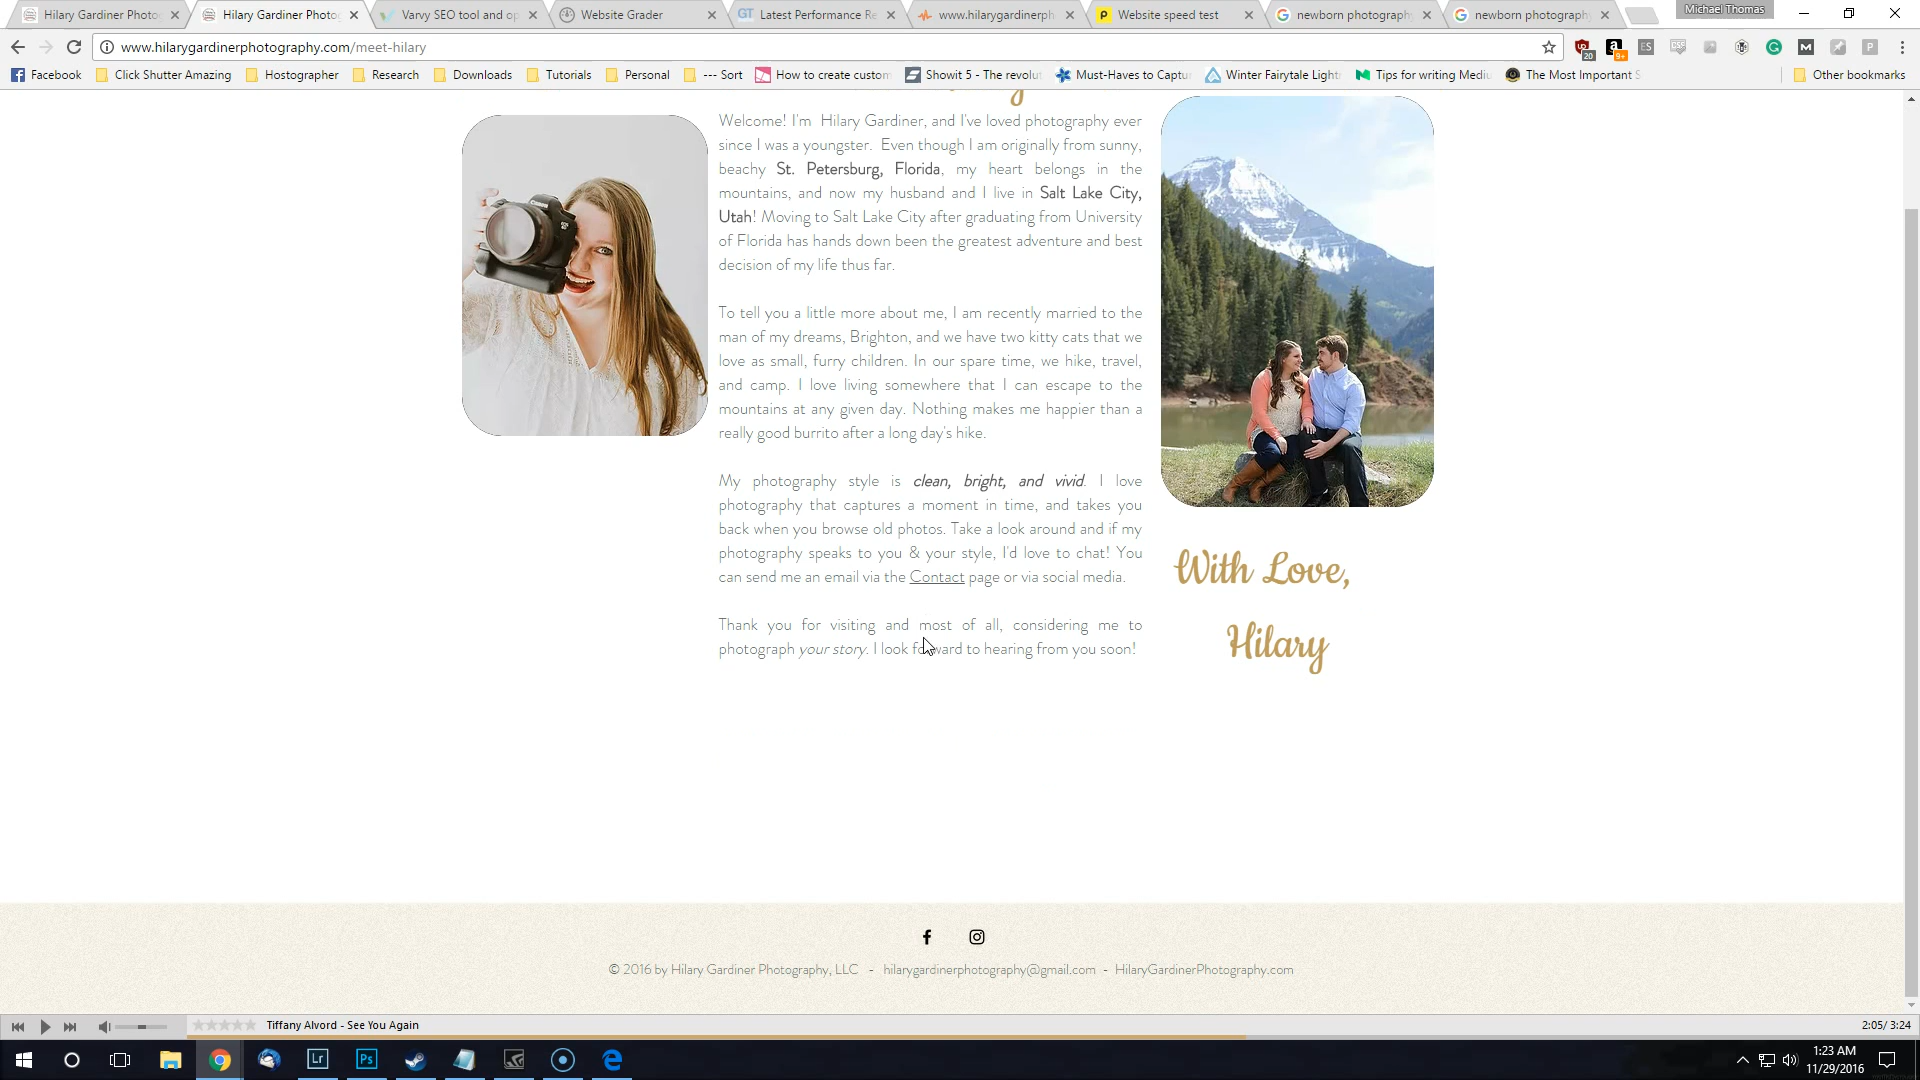 Hilary Gardiner Photo
Hilary Gardiner Photo
Varvy SEO tool and op
Website Grader
GT Latest Performance Re
www.hilarygardinerph
Website speed test
newborn photography
newborn photography
Michael Thomas
www.hilarygardinerphotography.com/meet-hilary
Facebook
Click Shutter Amazing
Hostographer
Research
Downloads
Tutorials
Personal
--- Sort
How to create custom
Showit 5 - The revolu
Must-Haves to Captu
Winter Fairytale Light
Tips for writing Medi
The Most Important S
Other bookmarks
Welcome! I'm Hilary Gardiner, and I've loved photography ever
since I was a youngster. Even though I am originally from sunny,
beachy St. Petersburg, Florida, my heart belongs in the
mountains, and now my husband and I live in Salt Lake City,
Utah! Moving to Salt Lake City after graduating from University
of Florida has hands down been the greatest adventure and best
decision of my life thus far.
To tell you a little more about me, I am recently married to the
man of my dreams, Brighton, and we have two kitty cats that we
love as small, furry children. In our spare time, we hike, travel,
and camp. I love living somewhere that I can escape to the
mountains at any given day. Nothing makes me happier than a
really good burrito after a long day's hike.
My photography style is clean, bright, and vivid. I love
photography that captures a moment in time, and takes you
back when you browse old photos. Take a look around and if my
photography speaks to you & your style, I'd love to chat! You
can send me an email via the Contact page or via social media.
Thank you for visiting and most of all, considering me to
photograph your story. I look forward to hearing from you soon!
With Love,
Hilary
© 2016 by Hilary Gardiner Photography, LLC - hilarygardinerphotography@gmail.com - HilaryGardinerPhotography.com
Tiffany Alvord - See You Again
2:05/ 3:24
Lr
Ps
1:23 AM
11/29/2016